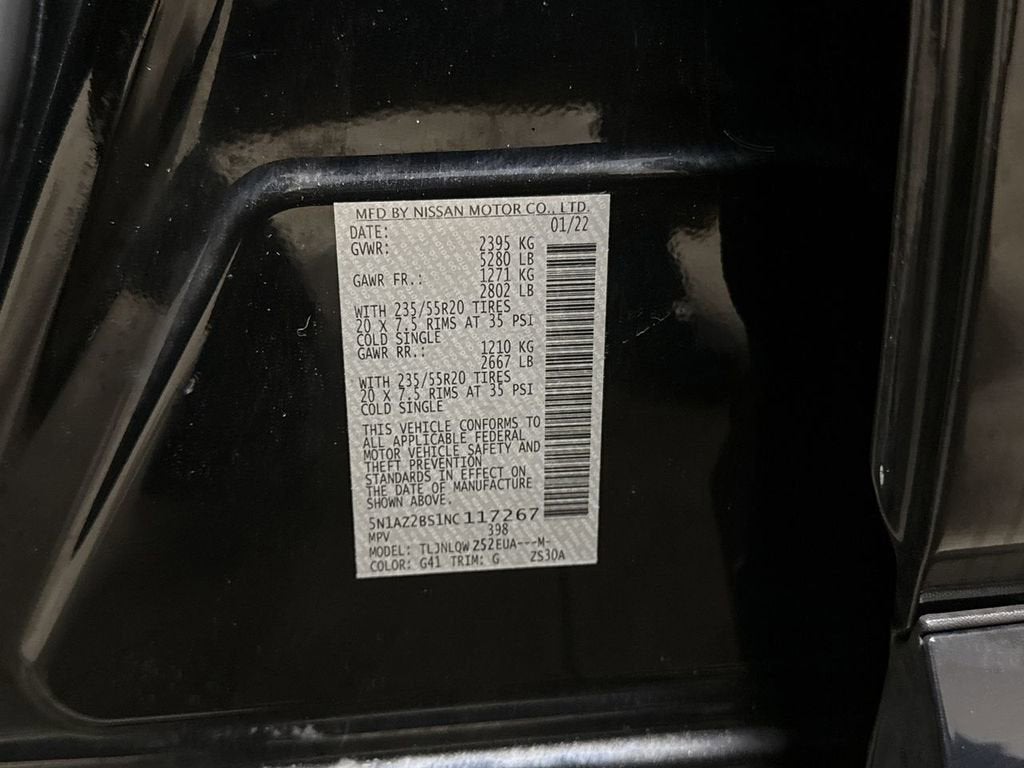 MFD BY NISSAN MOTOR CO., LTD.
DATE: 01/22
GVWR: 2395 KG
5280 LB
GAWR FR.: 1271 KG
2802 LB
WITH 235/55R20 TIRES
20 X 7.5 RIMS AT 35 PSI
COLD SINGLE
GAWR RR.: 1210 KG
2667 LB
WITH 235/55R20 TIRES
20 X 7.5 RIMS AT 35 PSI
COLD SINGLE
THIS VEHICLE CONFORMS TO
ALL APPLICABLE FEDERAL
MOTOR VEHICLE SAFETY AND
THEFT PREVENTION
STANDARDS IN EFFECT ON
THE DATE OF MANUFACTURE
SHOWN ABOVE.
5N1AZ2BS1NC117267
MPV 398
MODEL: TLJNLQWZS2EUA---M-
COLOR: G41 TRIM: G ZS30A